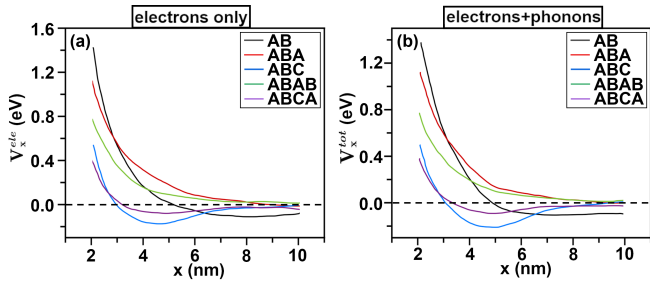 electrons only
electrons+phonons
(a)
AB
ABA
ABC
ABAB
ABCA
1.6
1.2
0.8
0.4
0.0
V_x^ele (eV)
2 4 6 8 10
x (nm)
(b)
AB
ABA
ABC
ABAB
ABCA
1.2
0.8
0.4
0.0
V_x^tot (eV)
2 4 6 8 10
x (nm)